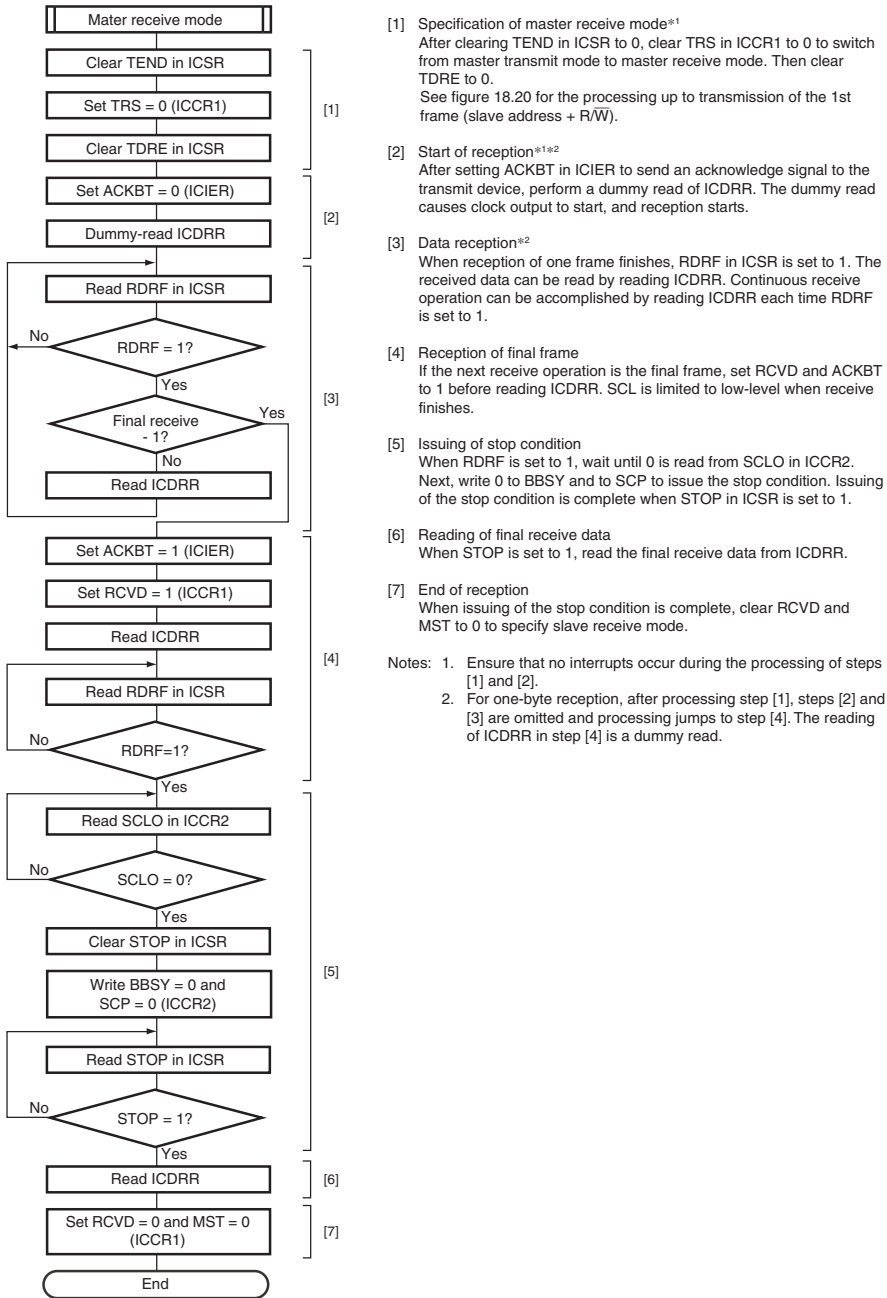 Mater receive mode
Clear TEND in ICSR
Set TRS = 0 (ICCR1)
Clear TDRE in ICSR
[1]
Set ACKBT = 0 (ICIER)
Dummy-read ICDRR
[2]
Read RDRF in ICSR
No
RDRF = 1?
Yes
Final receive
- 1?
Yes
No
Read ICDRR
[3]
Set ACKBT = 1 (ICIER)
Set RCVD = 1 (ICCR1)
Read ICDRR
Read RDRF in ICSR
No
RDRF=1?
Yes
[4]
Read SCLO in ICCR2
No
SCLO = 0?
Yes
Clear STOP in ICSR
Write BBSY = 0 and
SCP = 0 (ICCR2)
Read STOP in ICSR
No
STOP = 1?
Yes
[5]
Read ICDRR
[6]
Set RCVD = 0 and MST = 0
(ICCR1)
[7]
End
[1] Specification of master receive mode*1
After clearing TEND in ICSR to 0, clear TRS in ICCR1 to 0 to switch
from master transmit mode to master receive mode. Then clear
TDRE to 0.
See figure 18.20 for the processing up to transmission of the 1st
frame (slave address + R/W̅).
[2] Start of reception*1*2
After setting ACKBT in ICIER to send an acknowledge signal to the
transmit device, perform a dummy read of ICDRR. The dummy read
causes clock output to start, and reception starts.
[3] Data reception*2
When reception of one frame finishes, RDRF in ICSR is set to 1. The
received data can be read by reading ICDRR. Continuous receive
operation can be accomplished by reading ICDRR each time RDRF
is set to 1.
[4] Reception of final frame
If the next receive operation is the final frame, set RCVD and ACKBT
to 1 before reading ICDRR. SCL is limited to low-level when receive
finishes.
[5] Issuing of stop condition
When RDRF is set to 1, wait until 0 is read from SCLO in ICCR2.
Next, write 0 to BBSY and to SCP to issue the stop condition. Issuing
of the stop condition is complete when STOP in ICSR is set to 1.
[6] Reading of final receive data
When STOP is set to 1, read the final receive data from ICDRR.
[7] End of reception
When issuing of the stop condition is complete, clear RCVD and
MST to 0 to specify slave receive mode.
Notes: 1. Ensure that no interrupts occur during the processing of steps
[1] and [2].
2. For one-byte reception, after processing step [1], steps [2] and
[3] are omitted and processing jumps to step [4]. The reading
of ICDRR in step [4] is a dummy read.